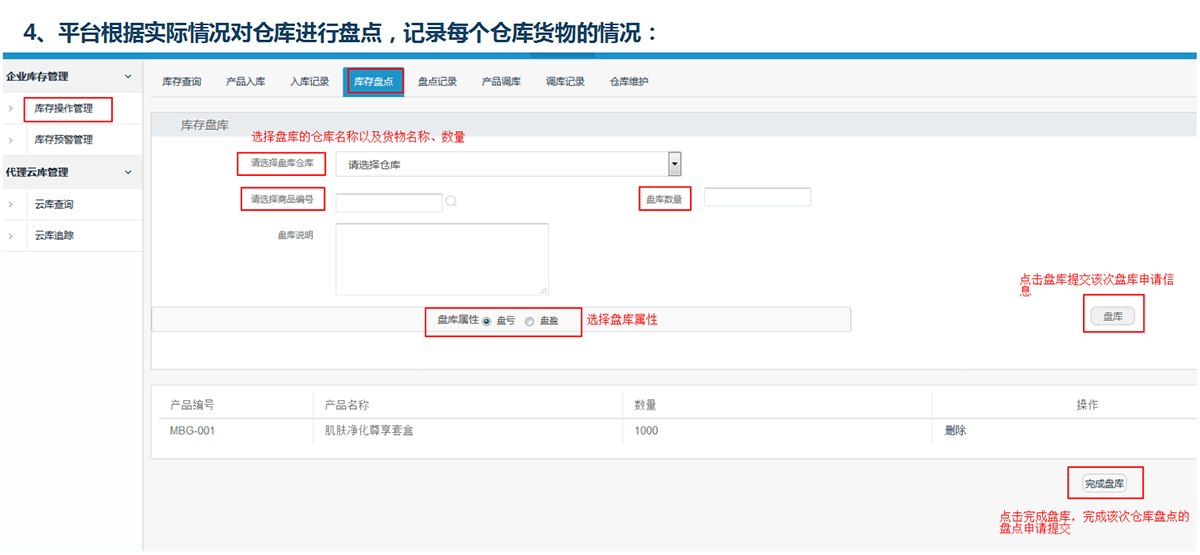 4、平台根据实际情况对仓库进行盘点，记录每个仓库货物的情况：
企业库存管理
库存操作管理
库存预警管理
代理云库管理
云库查询
云库追踪
库存查询 产品入库 入库记录 库存盘点 盘点记录 产品调库 调库记录 仓库维护
库存盘库
选择盘库的仓库名称以及货物名称、数量
请选择盘库仓库 请选择仓库
请选择商品编号 盘库数量
盘库说明
点击盘库提交该次盘库申请信
息
盘库属性 盘亏 盘盈 选择盘库属性
盘库
产品编号 产品名称 数量 操作
MBG-001 肌肤净化尊享套盒 1000 删除
完成盘库
点击完成盘库，完成该次仓库盘点的
盘点申请提交